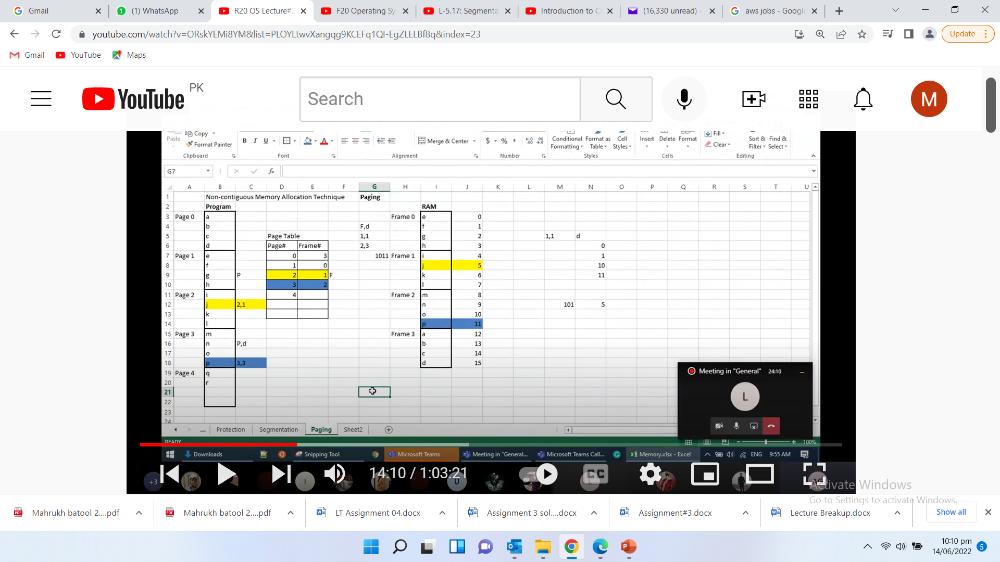 Gmail (1) WhatsApp R20 OS Lecture#2 F20 Operating Sy L-5.17: Segmenta Introduction to C (16,330 unread) - aws jobs - Google
youtube.com/watch?v=ORskYEMi8YM&list=PLOYLtwvXangqg9KCEFq1QI-EgZLELBf8q&index=23 Update
Gmail YouTube Maps
YouTube PK Search M
Paste Copy Format Painter B I U A Merge & Center $ % , Conditional Formatting Format as Table Cell Styles Insert Delete Format Fill Clear Sort & Filter Find & Select
Clipboard Font Alignment Number Styles Cells Editing
G7 fx
A B C D E F G H I J K L M N O P Q R S T U
1 Non-contiguous Memory Allocation Technique Paging
2 Program RAM
3 Page 0 a Frame 0 e 0
4 b F,d f 1
5 c Page Table 1,1 g 2 1,1 d
6 d Page# Frame# 2,3 h 3 0
7 Page 1 e 0 3 1011 Frame 1 i 4 1
8 f 1 0 j 5 10
9 g P 2 1 F k 6 11
10 h 3 2 l 7
11 Page 2 i 4 Frame 2 m 8
12 j 2,1 n 9 101 5
13 k o 10
14 l p 11
15 Page 3 m Frame 3 a 12
16 n P,d b 13
17 o c 14
18 p 3,3 d 15
19 Page 4 q
20 r
21
22
23
24
Meeting in "General" 24:10
L
... Protection Segmentation Paging Sheet2
READY 100%
Downloads Snipping Tool Microsoft Teams Meeting in "General... Microsoft Teams Call... Memory.xlsx - Excel ENG 9:55 AM
+3 I 14:10 / 1:03:21 U CC
Activate Windows
Go to Settings to activate Windows.
Mahrukh batool 2....pdf Mahrukh batool 2....pdf LT Assignment 04.docx Assignment 3 sol....docx Assignment#3.docx Lecture Breakup.docx Show all
10:10 pm
14/06/2022 5